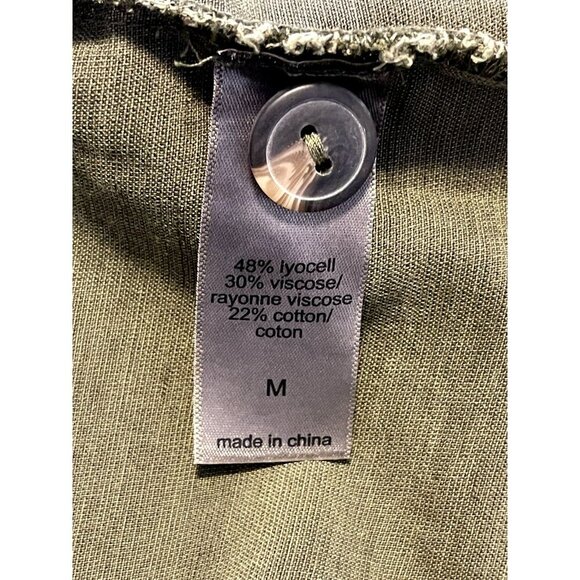 48% lyocell
30% viscose/
rayonne viscose
22% cotton/
coton
M
made in china